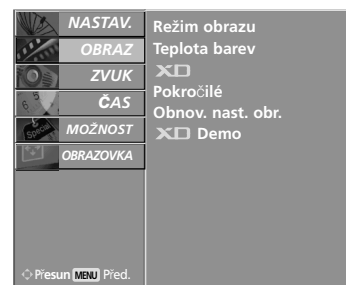 NASTAV.
OBRAZ
ZVUK
ČAS
MOŽNOST
OBRAZOVKA
Režim obrazu
Teplota barev
XD
Pokročilé
Obnov. nast. obr.
XD Demo
Special
Přesun MENU Před.